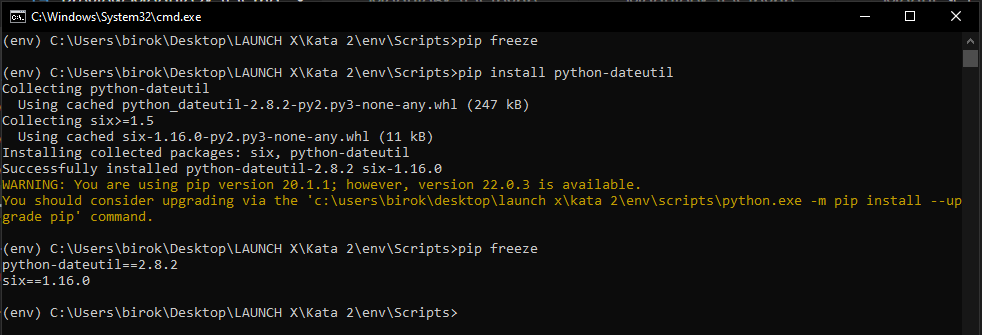 C:\Windows\System32\cmd.exe
(env) C:\Users\birok\Desktop\LAUNCH X\Kata 2\env\Scripts>pip freeze
(env) C:\Users\birok\Desktop\LAUNCH X\Kata 2\env\Scripts>pip install python-dateutil
Collecting python-dateutil
  Using cached python_dateutil-2.8.2-py2.py3-none-any.whl (247 kB)
Collecting six>=1.5
  Using cached six-1.16.0-py2.py3-none-any.whl (11 kB)
Installing collected packages: six, python-dateutil
Successfully installed python-dateutil-2.8.2 six-1.16.0
WARNING: You are using pip version 20.1.1; however, version 22.0.3 is available.
You should consider upgrading via the 'c:\users\birok\desktop\launch x\kata 2\env\scripts\python.exe -m pip install --up
grade pip' command.
(env) C:\Users\birok\Desktop\LAUNCH X\Kata 2\env\Scripts>pip freeze
python-dateutil==2.8.2
six==1.16.0
(env) C:\Users\birok\Desktop\LAUNCH X\Kata 2\env\Scripts>